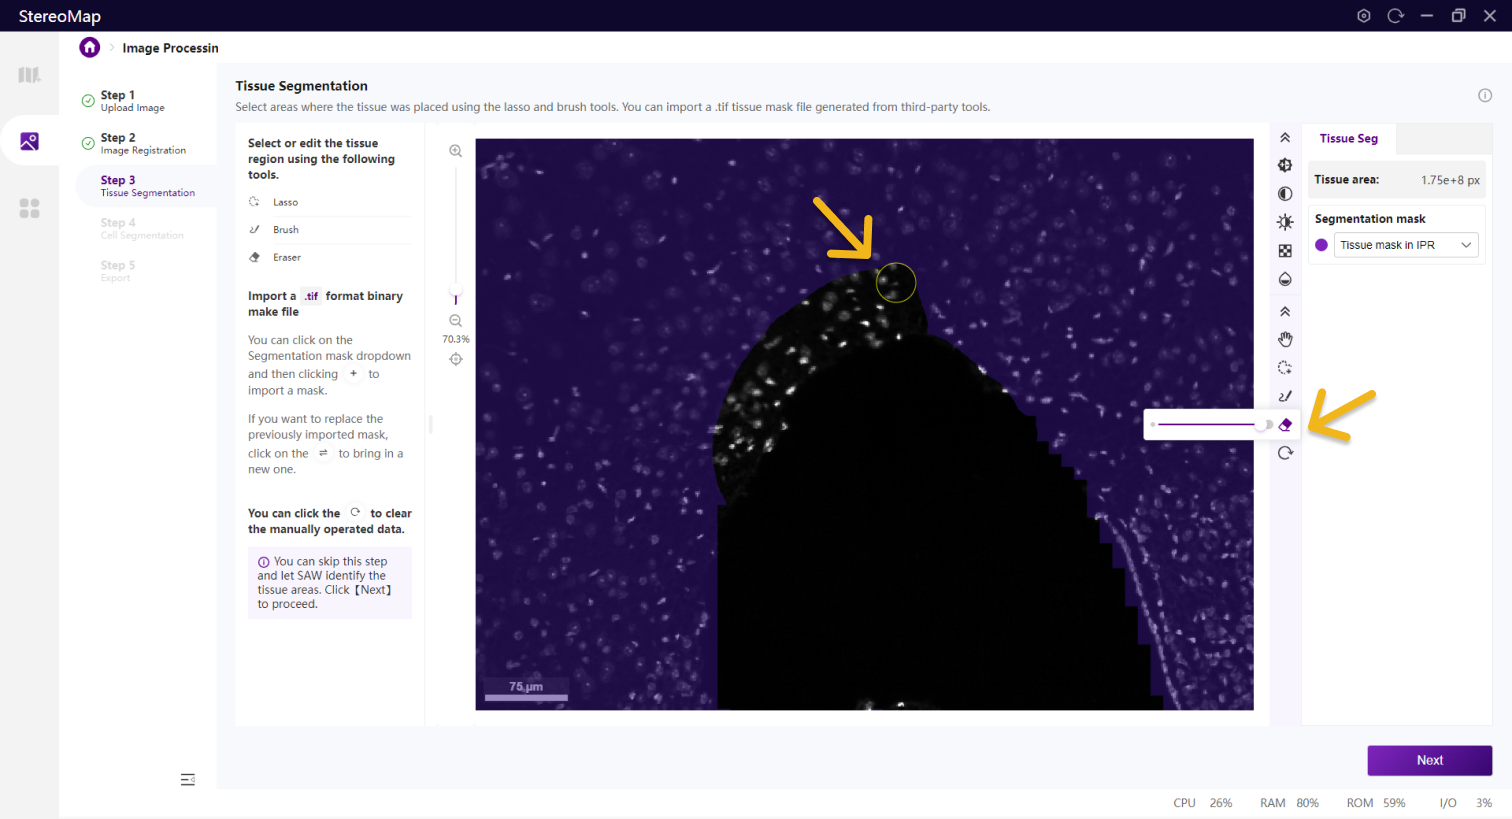 StereoMap
Image Processin
Step 1
Upload Image
Step 2
Image Registration
Step 3
Tissue Segmentation
Step 4
Cell Segmentation
Step 5
Export
Tissue Segmentation
Select areas where the tissue was placed using the lasso and brush tools. You can import a .tif tissue mask file generated from third-party tools.
Select or edit the tissue
region using the following
tools.
Lasso
Brush
Eraser
Import a .tif format binary
make file
You can click on the
Segmentation mask dropdown
and then clicking + to
import a mask.
If you want to replace the
previously imported mask,
click on the ⇌ to bring in a
new one.
You can click the to clear
the manually operated data.
You can skip this step
and let SAW identify the
tissue areas. Click【Next】
to proceed.
70.3%
75 μm
Tissue Seg
Tissue area: 1.75e+8 px
Segmentation mask
Tissue mask in IPR
Next
CPU 26% RAM 80% ROM 59% I/O 3%